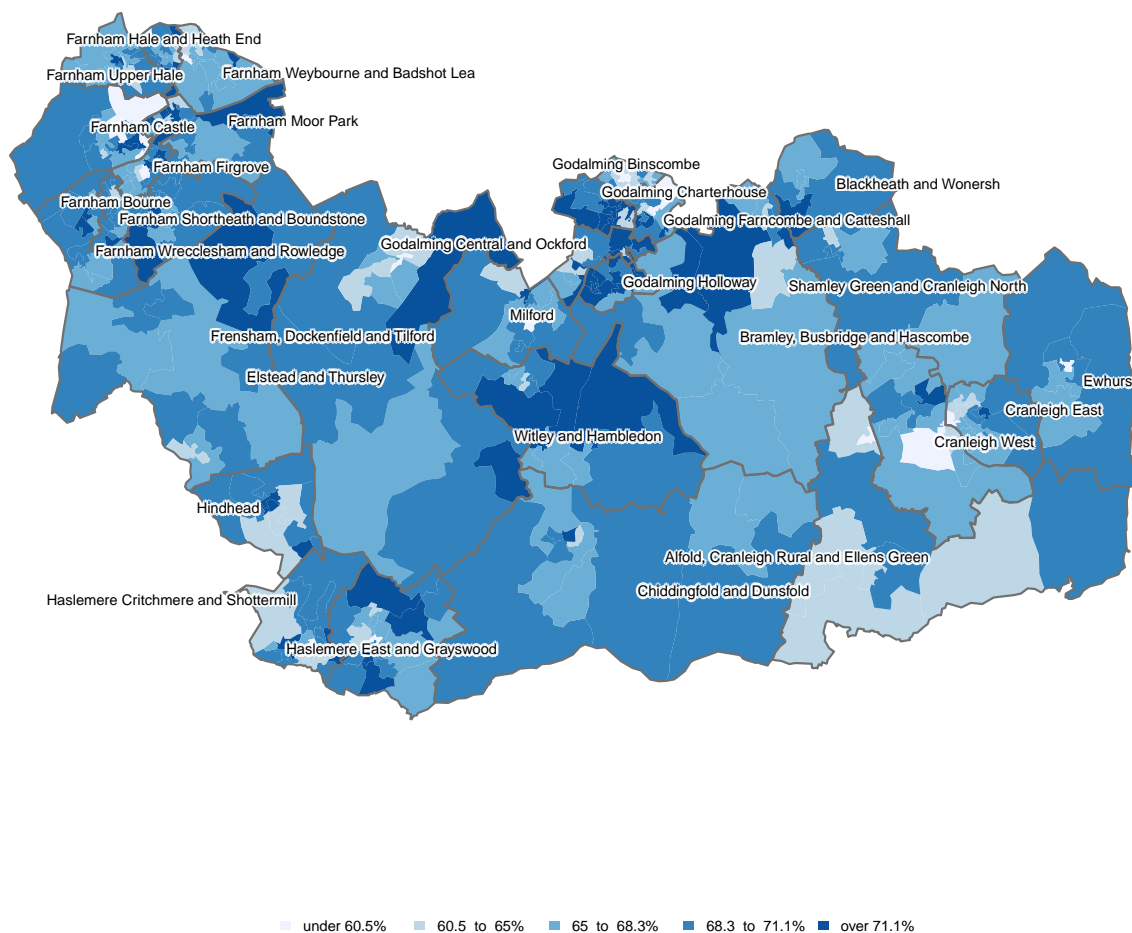 Farnham Hale and Heath End
Farnham Upper Hale
Farnham Weybourne and Badshot Lea
Farnham Castle
Farnham Moor Park
Farnham Firgrove
Godalming Binscombe
Blackheath and Wonersh
Godalming Charterhouse
Farnham Bourne
Farnham Shortheath and Boundstone
Godalming Farncombe and Catteshall
Farnham Wrecclesham and Rowledge
Godalming Central and Ockford
Godalming Holloway
Shamley Green and Cranleigh North
Milford
Frensham, Dockenfield and Tilford
Bramley, Busbridge and Hascombe
Elstead and Thursley
Ewhurs
Cranleigh East
Witley and Hambledon
Cranleigh West
Hindhead
Alfold, Cranleigh Rural and Ellens Green
Chiddingfold and Dunsfold
Haslemere Critchmere and Shottermill
Haslemere East and Grayswood
under 60.5% 60.5 to 65% 65 to 68.3% 68.3 to 71.1% over 71.1%